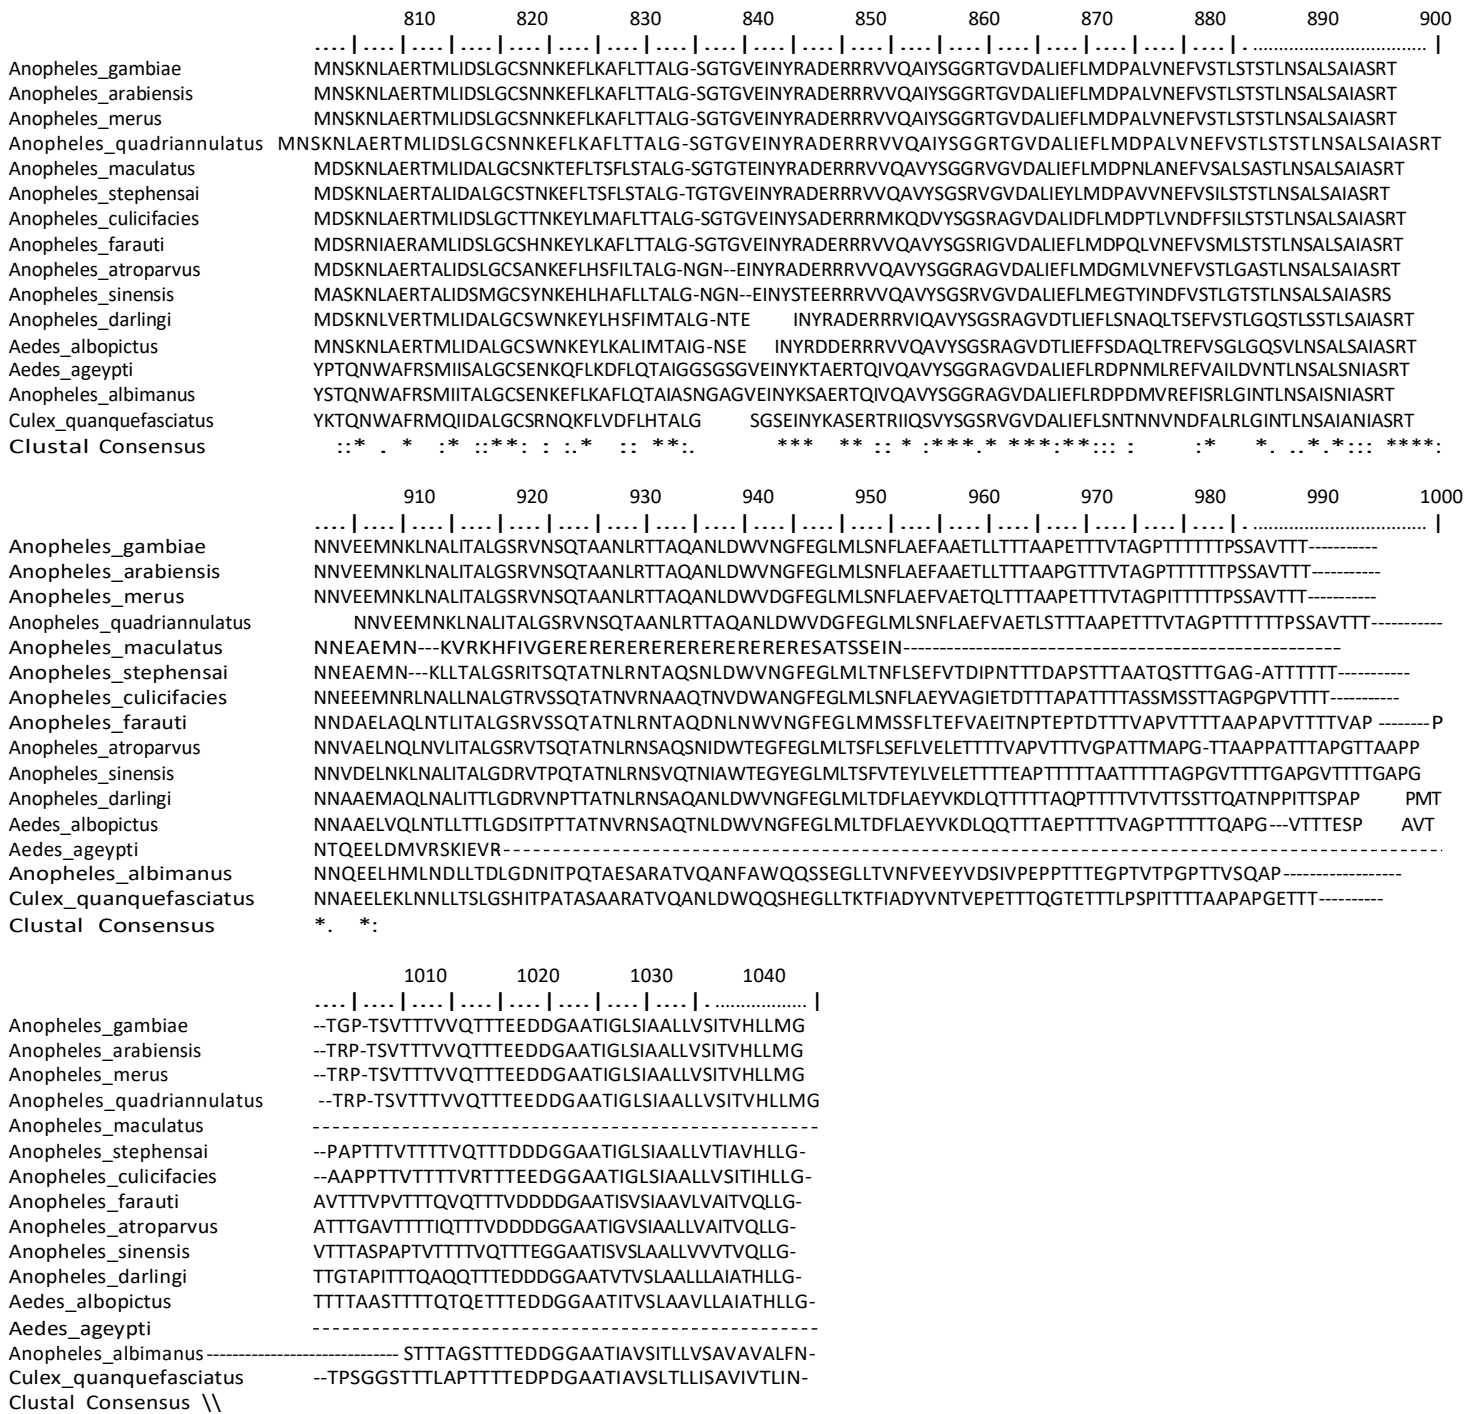 810 820 830 840 850 860 870 880 890 900
....|....|....|....|....|....|....|....|....|....|....|....|....|....|....|....|. ................................... |
Anopheles_gambiae MNSKNLAERTMLIDSLGCSNNKEFLKAFLTTALG-SGTGVEINYRADERRRVVQAIYSGGRTGVDALIEFLMDPALVNEFVSTLSTSTLNSALSAIASRT
Anopheles_arabiensis MNSKNLAERTMLIDSLGCSNNKEFLKAFLTTALG-SGTGVEINYRADERRRVVQAIYSGGRTGVDALIEFLMDPALVNEFVSTLSTSTLNSALSAIASRT
Anopheles_merus MNSKNLAERTMLIDSLGCSNNKEFLKAFLTTALG-SGTGVEINYRADERRRVVQAIYSGGRTGVDALIEFLMDPALVNEFVSTLSTSTLNSALSAIASRT
Anopheles_quadriannulatus MNSKNLAERTMLIDSLGCSNNKEFLKAFLTTALG-SGTGVEINYRADERRRVVQAIYSGGRTGVDALIEFLMDPALVNEFVSTLSTSTLNSALSAIASRT
Anopheles_maculatus MDSKNLAERTMLIDALGCSNKTEFLTSFLSTALG-SGTGTEINYRADERRRVVQAVYSGGRVGVDALIEFLMDPNLANEFVSALSASTLNSALSAIASRT
Anopheles_stephensai MDSKNLAERTALIDALGCSTNKEFLTSFLSTALG-TGTGVEINYRADERRRVVQAVYSGSRVGVDALIEYLMDPAVVNEFVSILSTSTLNSALSAIASRT
Anopheles_culicifacies MDSKNLAERTMLIDSLGCTTNKEYLMAFLTTALG-SGTGVEINYSADERRRMKQDVYSGSRAGVDALIDFLMDPTLVNDFFSILSTSTLNSALSAIASRT
Anopheles_farauti MDSRNIAERAMLIDSLGCSHNKEYLKAFLTTALG-SGTGVEINYRADERRRVVQAVYSGSRIGVDALIEFLMDPQLVNEFVSMLSTSTLNSALSAIASRT
Anopheles_atroparvus MDSKNLAERTALIDSLGCSANKEFLHSFILTALG-NGN--EINYRADERRRVVQAVYSGGRAGVDALIEFLMDGMLVNEFVSTLGASTLNSALSAIASRT
Anopheles_sinensis MASKNLAERTALIDSMGCSYNKEHLHAFLLTALG-NGN--EINYSTEERRRVVQAVYSGSRVGVDALIEFLMEGTYINDFVSTLGTSTLNSALSAIASRS
Anopheles_darlingi MDSKNLVERTMLIDALGCSWNKEYLHSFIMTALG-NTE INYRADERRRVIQAVYSGSRAGVDTLIEFLSNAQLTSEFVSTLGQSTLSSTLSAIASRT
Aedes_albopictus MNSKNLAERTMLIDALGCSWNKEYLKALIMTAIG-NSE INYRDDERRRVVQAVYSGSRAGVDTLIEFFSDAQLTREFVSGLGQSVLNSALSAIASRT
Aedes_ageypti YPTQNWAFRSMIISALGCSENKQFLKDFLQTAIGGSGSGVEINYKTAERTQIVQAVYSGGRAGVDALIEFLRDPNMLREFVAILDVNTLNSALSNIASRT
Anopheles_albimanus YSTQNWAFRSMIITALGCSENKEFLKAFLQTAIASNGAGVEINYKSAERTQIVQAVYSGGRAGVDALIEFLRDPDMVREFISRLGINTLNSAISNIASRT
Culex_quanquefasciatus YKTQNWAFRMQIIDALGCSRNQKFLVDFLHTALG SGSEINYKASERTRIIQSVYSGSRVGVDALIEFLSNTNNVNDFALRLGINTLNSAIANIASRT
Clustal Consensus ::* . * :* ::**: : :.* :: **:. *** ** :: * :*** * ***:**::: : :* *. ..*.*::: ****:
910 920 930 940 950 960 970 980 990 1000
....|....|....|....|....|....|....|....|....|....|....|....|....|....|....|....|. ................................... |
Anopheles_gambiae NNVEEMNKLNALITALGSRVNSQTAANLRTTAQANLDWVNGFEGLMLSNFLAEFAAETLLTTTAAPETTTVTAGPTTTTTTPSSAVTTT-----------
Anopheles_arabiensis NNVEEMNKLNALITALGSRVNSQTAANLRTTAQANLDWVNGFEGLMLSNFLAEFAAETLLTTTAAPGTTTVTAGPTTTTTTPSSAVTTT-----------
Anopheles_merus NNVEEMNKLNALITALGSRVNSQTAANLRTTAQANLDWVDGFEGLMLSNFLAEFVAETQLTTTAAPETTTVTAGPITTTTTPSSAVTTT-----------
Anopheles_quadriannulatus NNVEEMNKLNALITALGSRVNSQTAANLRTTAQANLDWVDGFEGLMLSNFLAEFVAETLSTTTAAPETTTVTAGPTTTTTTPSSAVTTT-----------
Anopheles_maculatus NNEAEMN---KVRKHFIVGERERERERERERERERERERESATSSEIN-----------------------------------------
Anopheles_stephensai NNEAEMN---KLLTALGSRITSQTATNLRNTAQSNLDWVNGFEGLMLTNFLSEFVTDIPNTTTDAPSTTTAATQSTTTGAG-ATTTTTT-----------
Anopheles_culicifacies NNEEEMNRLNALLNALGTRVSSQTATNVRNAAQTNVDWANGFEGLMLSNFLAEYVAGIETDTTTAPATTTTASSMSSTTAGPGPVTTTT-----------
Anopheles_farauti NNDAELAQLNTLITALGSRVSSQTATNLRNTAQDNLNWVNGFEGLMMSSFLTEFVAEITNPTEPTDTTTVAPVTTTTAAPAPVTTTTVAP --------P
Anopheles_atroparvus NNVAELNQLNVLITALGSRVTSQTATNLRNSAQSNIDWTEGFEGLMLTSFLSEFLVELETTTTVAPVTTTVGPATTMAPG-TTAAPPATTTAPGTTAAPP
Anopheles_sinensis NNVDELNKLNALITALGDRVTPQTATNLRNSVQTNIAWTEGYEGLMLTSFVTEYLVELETTTTEAPTTTTTAATTTTTAGPGVTTTTGAPGVTTTTGAPG
Anopheles_darlingi NNAAEMAQLNALITTLGDRVNPTTATNLRNSAQANLDWVNGFEGLMLTDFLAEYVKDLQTTTTTAQPTTTTVTVTTSSTTQATNPPITTSPAP PMT
Aedes_albopictus NNAAELVQLNTLLTTLGDSITPTTATNVRNSAQTNLDWVNGFEGLMLTDFLAEYVKDLQQTTTAEPTTTTVAGPTTTTTQAPG---VTTTESP AVT
Aedes_ageypti NTQEELDMVRSKIEVR-----------------------------------------------------------------------------------
Anopheles_albimanus NNQEELHMLNDLLTDLGDNITPQTAESARATVQANFAWQQSSEGLLTVNFVEEYVDSIVPEPPTTTEGPTVTPGPTTVSQAP------------------
Culex_quanquefasciatus NNAEELEKLNNLLTSLGSHITPATASAARATVQANLDWQQSHEGLLTKTFIADYVNTVEPETTTQGTETTTLPSPITTTTAAPAPGETTT----------
Clustal Consensus *. *:
1010 1020 1030 1040
....|....|....|....|....|....|....|. .................. |
Anopheles_gambiae --TGP-TSVTTTVVQTTTEEDDGAATIGLSIAALLVSITVHLLMG
Anopheles_arabiensis --TRP-TSVTTTVVQTTTEEDDGAATIGLSIAALLVSITVHLLMG
Anopheles_merus --TRP-TSVTTTVVQTTTEEDDGAATIGLSIAALLVSITVHLLMG
Anopheles_quadriannulatus --TRP-TSVTTTVVQTTTEEDDGAATIGLSIAALLVSITVHLLMG
Anopheles_maculatus ---------------------------------------------------
Anopheles_stephensai --PAPTTTVTTTTVQTTTDDDGGAATIGLSIAALLVTIAVHLLG-
Anopheles_culicifacies --AAPPTTVTTTTVRTTTEEDGGAATIGLSIAALLVSITIHLLG-
Anopheles_farauti AVTTTVPVTTTQVQTTTVDDDDGAATISVSIAAVLVAITVQLLG-
Anopheles_atroparvus ATTTGAVTTTTIQTTTVDDDDGGAATIGVSIAALLVAITVQLLG-
Anopheles_sinensis VTTTASPAPTVTTTTVQTTTEGGAATISVSLAALLVVVTVQLLG-
Anopheles_darlingi TTGTAPITTTQAQQTTTEDDDGGAATVTVSLAALLLAIATHLLG-
Aedes_albopictus TTTTAASTTTTQTQETTTEDDGGAATITVSLAAVLLAIATHLLG-
Aedes_ageypti ---------------------------------------------------
Anopheles_albimanus ------------------------------ STTTAGSTTTEDDGGAATIAVSITLLVSAVAVALFN-
Culex_quanquefasciatus --TPSGGSTTTLAPTTTTEDPDGAATIAVSLTLLISAVIVTLIN-
Clustal Consensus \\